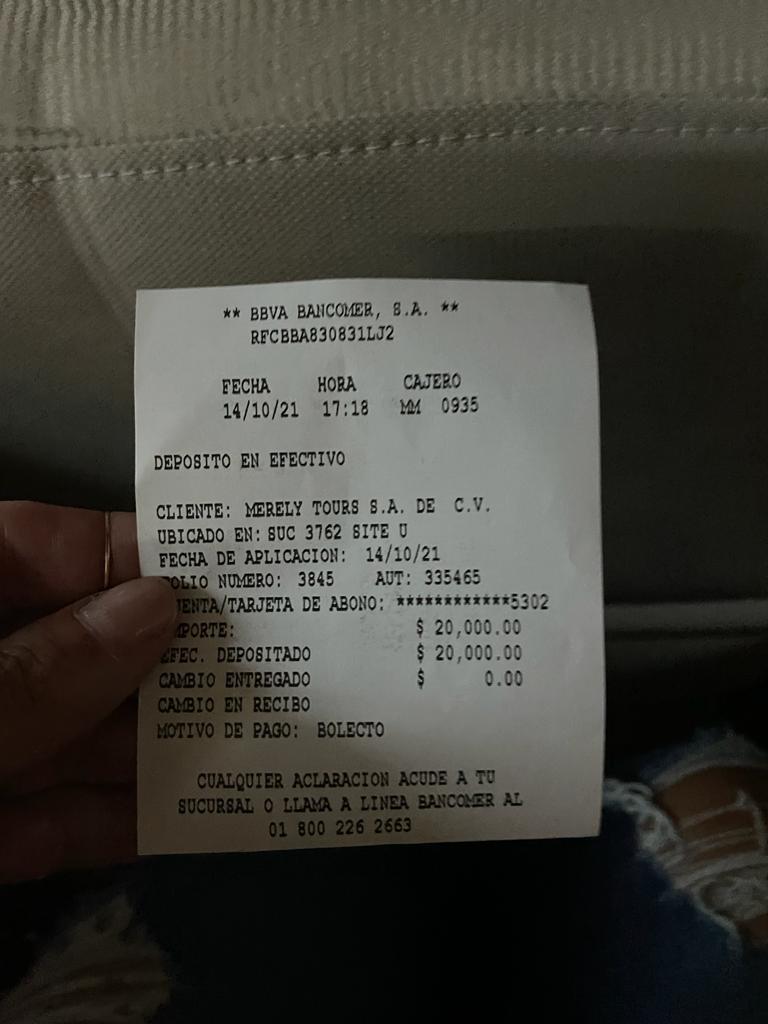 ** BBVA BANCOMER, S.A. **
RFCBBA830831LJ2
FECHA HORA CAJERO
14/10/21 17:18 MM 0935
DEPOSITO EN EFECTIVO
CLIENTE: MERELY TOURS S.A. DE C.V.
UBICADO EN: SUC 3762 SITE U
FECHA DE APLICACION: 14/10/21
OLIO NUMERO: 3845 AUT: 335465
ENTA/TARJETA DE ABONO: ************5302
MPORTE: $ 20,000.00
EFEC. DEPOSITADO $ 20,000.00
CAMBIO ENTREGADO $ 0.00
CAMBIO EN RECIBO
MOTIVO DE PAGO: BOLECTO
CUALQUIER ACLARACION ACUDE A TU
SUCURSAL O LLAMA A LINEA BANCOMER AL
01 800 226 2663